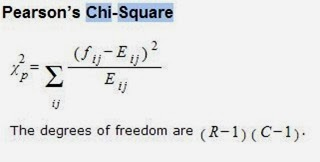 Pearson's Chi-Square
χ²ₚ = Σᵢⱼ (fᵢⱼ − Eᵢⱼ)² / Eᵢⱼ
The degrees of freedom are (R−1)(C−1).